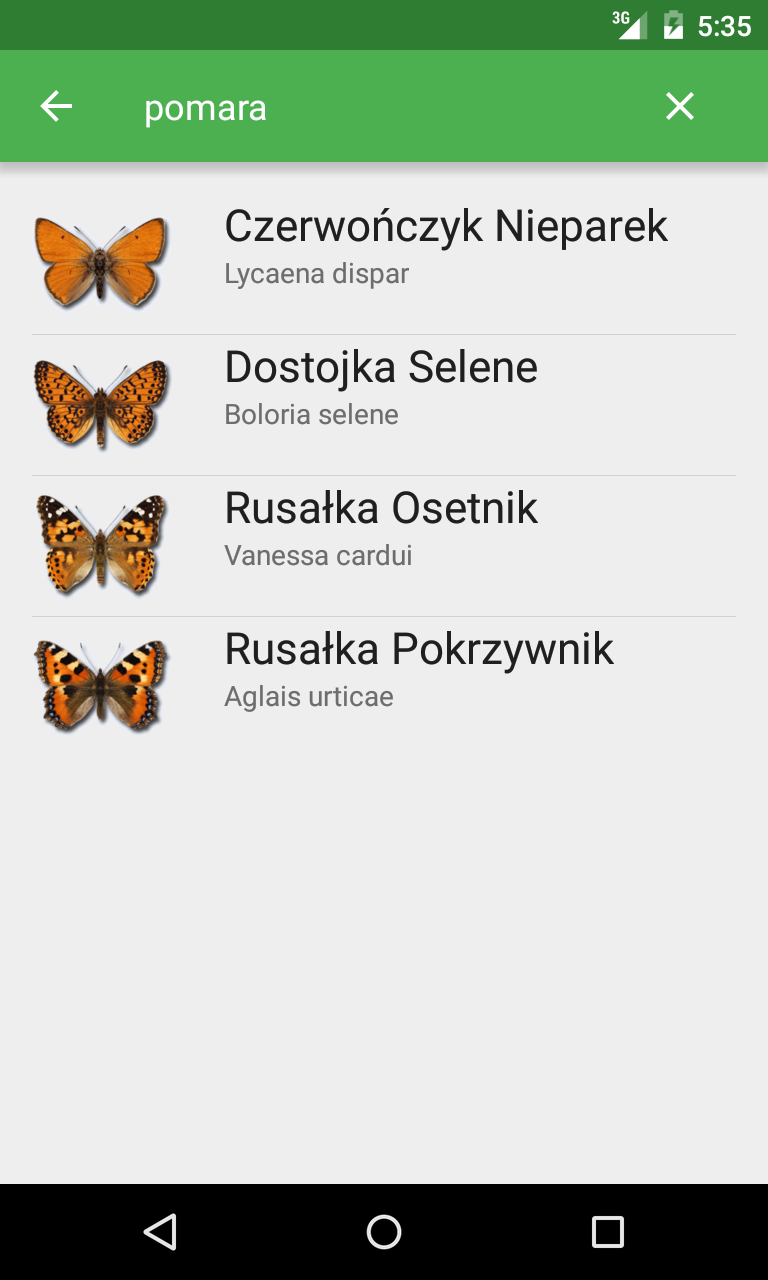 3G 5:35
pomara
Czerwończyk Nieparek
Lycaena dispar
Dostojka Selene
Boloria selene
Rusałka Osetnik
Vanessa cardui
Rusałka Pokrzywnik
Aglais urticae